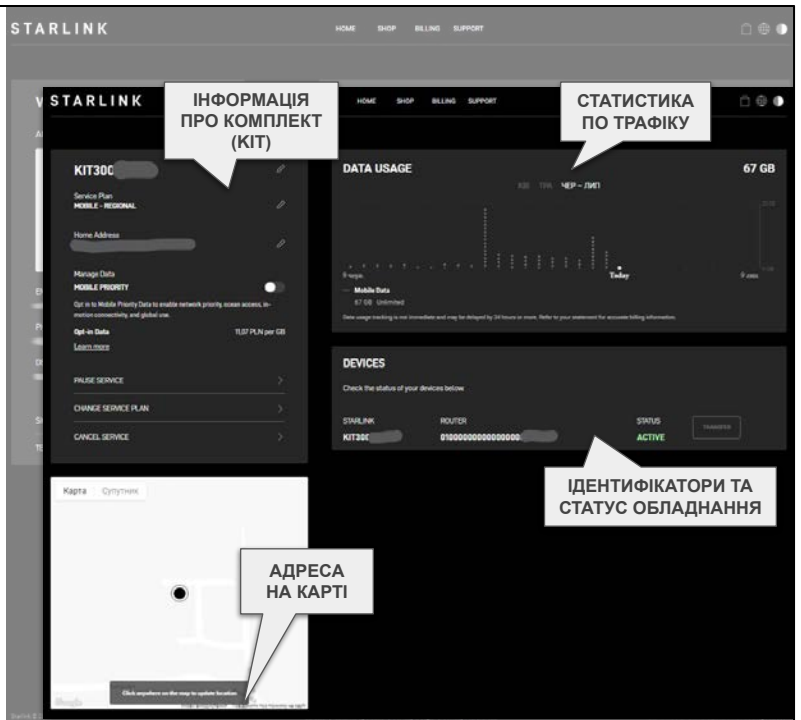 STARLINK
HOME SHOP BILLING SUPPORT
STARLINK
HOME SHOP BILLING SUPPORT
ІНФОРМАЦІЯ
ПРО КОМПЛЕКТ
(KIT)
СТАТИСТИКА
ПО ТРАФІКУ
KIT300
Service Plan
MOBILE - REGIONAL
Home Address
Manage Data
MOBILE PRIORITY
Opt in to Mobile Priority Data to enable network priority, ocean access, in-
motion connectivity, and global use.
Opt-in Data 11,07 PLN per GB
Learn more
PAUSE SERVICE
CHANGE SERVICE PLAN
CANCEL SERVICE
DATA USAGE 67 GB
ТРА ЧЕР – ЛИП
9 черв. Today
Mobile Data
67 GB Unlimited
Data usage tracking is not immediate and may be delayed by 24 hours or more. Refer to your statement for accurate billing information.
DEVICES
Check the status of your devices below
STARLINK ROUTER STATUS
ACTIVE
TRANSFER
ІДЕНТИФІКАТОРИ ТА
СТАТУС ОБЛАДНАННЯ
Карта Супутник
АДРЕСА
НА КАРТІ
Click anywhere on the map to update location
Google